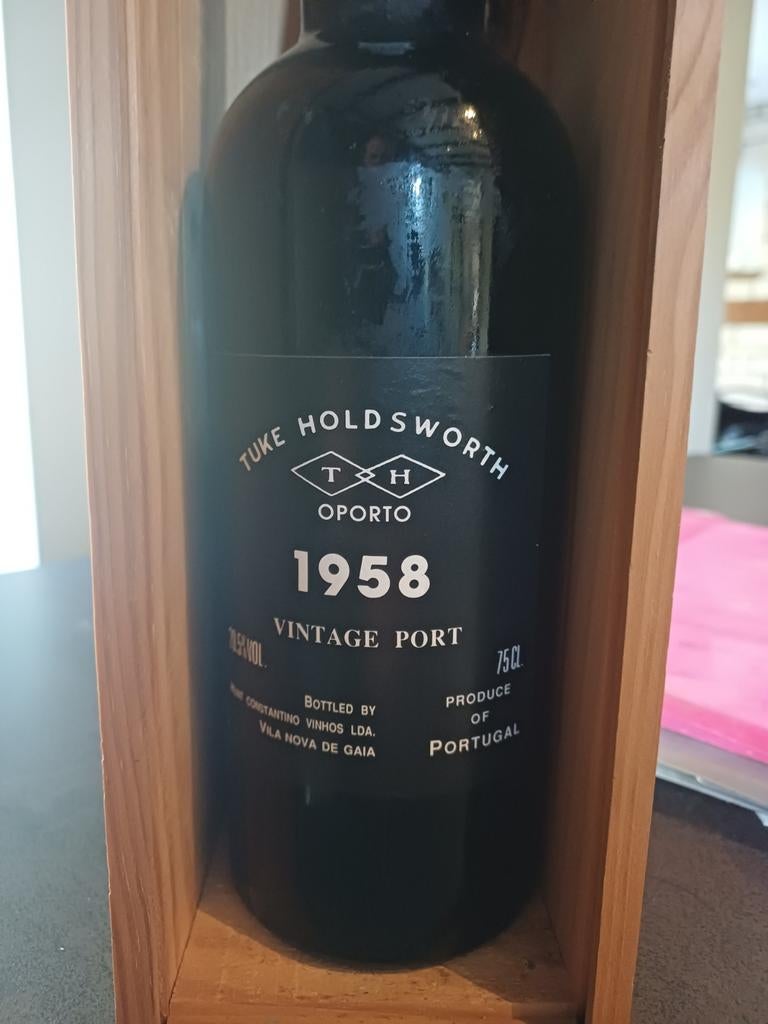 TUKE HOLDSWORTH
T H
OPORTO
1958
VINTAGE PORT
VOL.
75CL.
BOTTLED BY
CONSTANTINO VINHOS LDA.
VILA NOVA DE GAIA
PRODUCE
OF
PORTUGAL